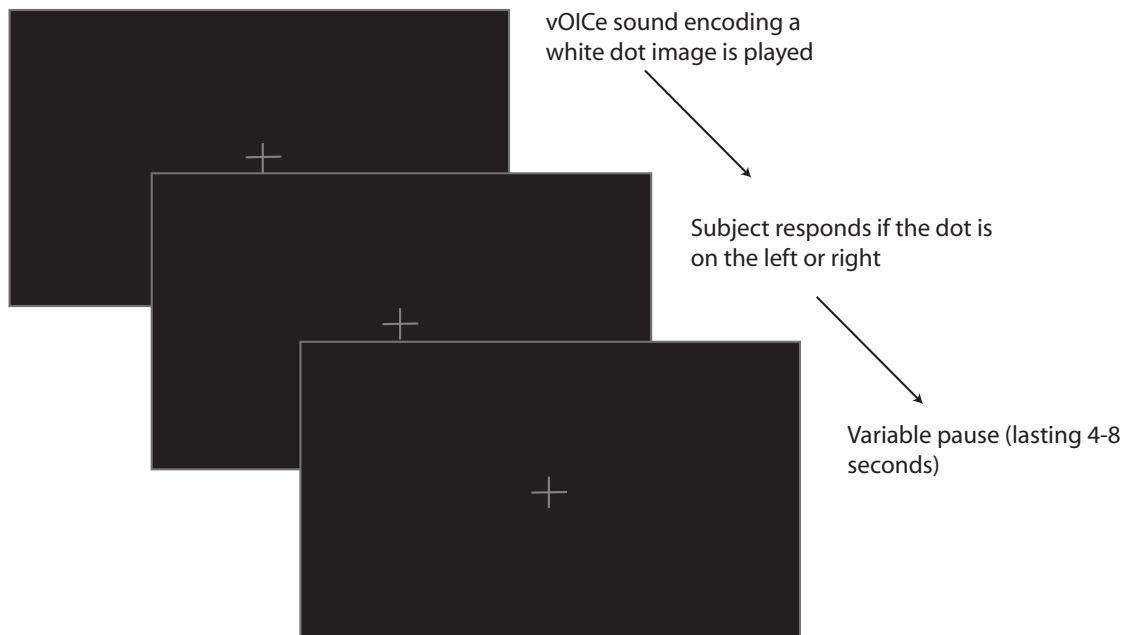 vOICe sound encoding a
white dot image is played
Subject responds if the dot is
on the left or right
Variable pause (lasting 4-8
seconds)